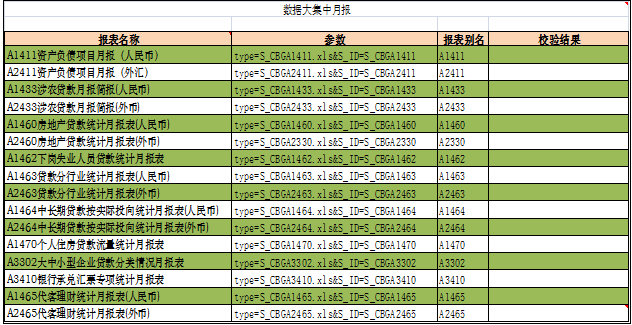 数据大集中月报
报表名称 参数 报表别名 校验结果
A1411资产负债项目月报（人民币） type=S_CBGA1411.xls&S_ID=S_CBGA1411 A1411
A2411资产负债项目月报（外汇） type=S_CBGA2411.xls&S_ID=S_CBGA2411 A2411
A1433涉农贷款月报简报(人民币) type=S_CBGA1433.xls&S_ID=S_CBGA1433 A1433
A2433涉农贷款月报简报(外币) type=S_CBGA2433.xls&S_ID=S_CBGA2433 A2433
A1460房地产贷款统计月报表(人民币) type=S_CBGA1460.xls&S_ID=S_CBGA1460 A1460
A2460房地产贷款统计月报表(外币) type=S_CBGA2330.xls&S_ID=S_CBGA2330 A2330
A1462下岗失业人员贷款统计月报表 type=S_CBGA1462.xls&S_ID=S_CBGA1462 A1462
A1463贷款分行业统计月报表(人民币) type=S_CBGA1463.xls&S_ID=S_CBGA1463 A1463
A2463贷款分行业统计月报表(外币) type=S_CBGA2463.xls&S_ID=S_CBGA2463 A2463
A1464中长期贷款按实际投向统计月报表(人民币) type=S_CBGA1464.xls&S_ID=S_CBGA1464 A1464
A2464中长期贷款按实际投向统计月报表(外币) type=S_CBGA2464.xls&S_ID=S_CBGA2464 A2464
A1470个人住房贷款流量统计月报表 type=S_CBGA1470.xls&S_ID=S_CBGA1470 A1470
A3302大中小型企业贷款分类情况月报表 type=S_CBGA3302.xls&S_ID=S_CBGA3302 A3302
A3410银行承兑汇票专项统计月报表 type=S_CBGA3410.xls&S_ID=S_CBGA3410 A3410
A1465代客理财统计月报表(人民币) type=S_CBGA1465.xls&S_ID=S_CBGA1465 A1465
A2465代客理财统计月报表(外币) type=S_CBGA2465.xls&S_ID=S_CBGA2465 A2465